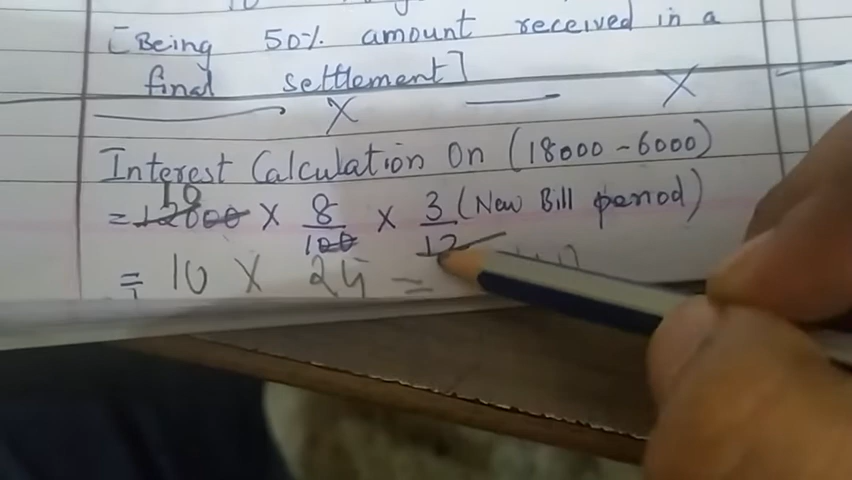 [Being 50% amount received in a
final settlement]
X X
Interest Calculation On (18000 - 6000)
= 12000 X 8/100 X 3/12 (New Bill period)
10
= 10 X 24 =